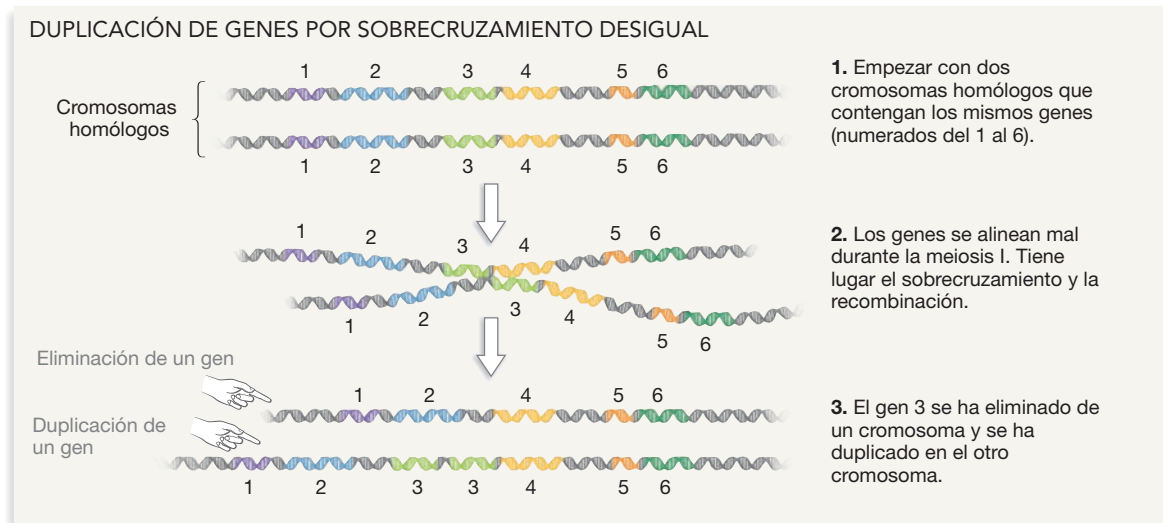 DUPLICACIÓN DE GENES POR SOBRECRUZAMIENTO DESIGUAL
1 2 3 4 5 6
Cromosomas
homólogos
1 2 3 4 5 6
1. Empezar con dos
cromosomas homólogos que
contengan los mismos genes
(numerados del 1 al 6).
1 2 3 4 5 6
1 2 3 4 5 6
2. Los genes se alinean mal
durante la meiosis I. Tiene
lugar el sobrecruzamiento y la
recombinación.
Eliminación de un gen
1 2 4 5 6
Duplicación de
un gen
1 2 3 3 4 5 6
3. El gen 3 se ha eliminado de
un cromosoma y se ha
duplicado en el otro
cromosoma.